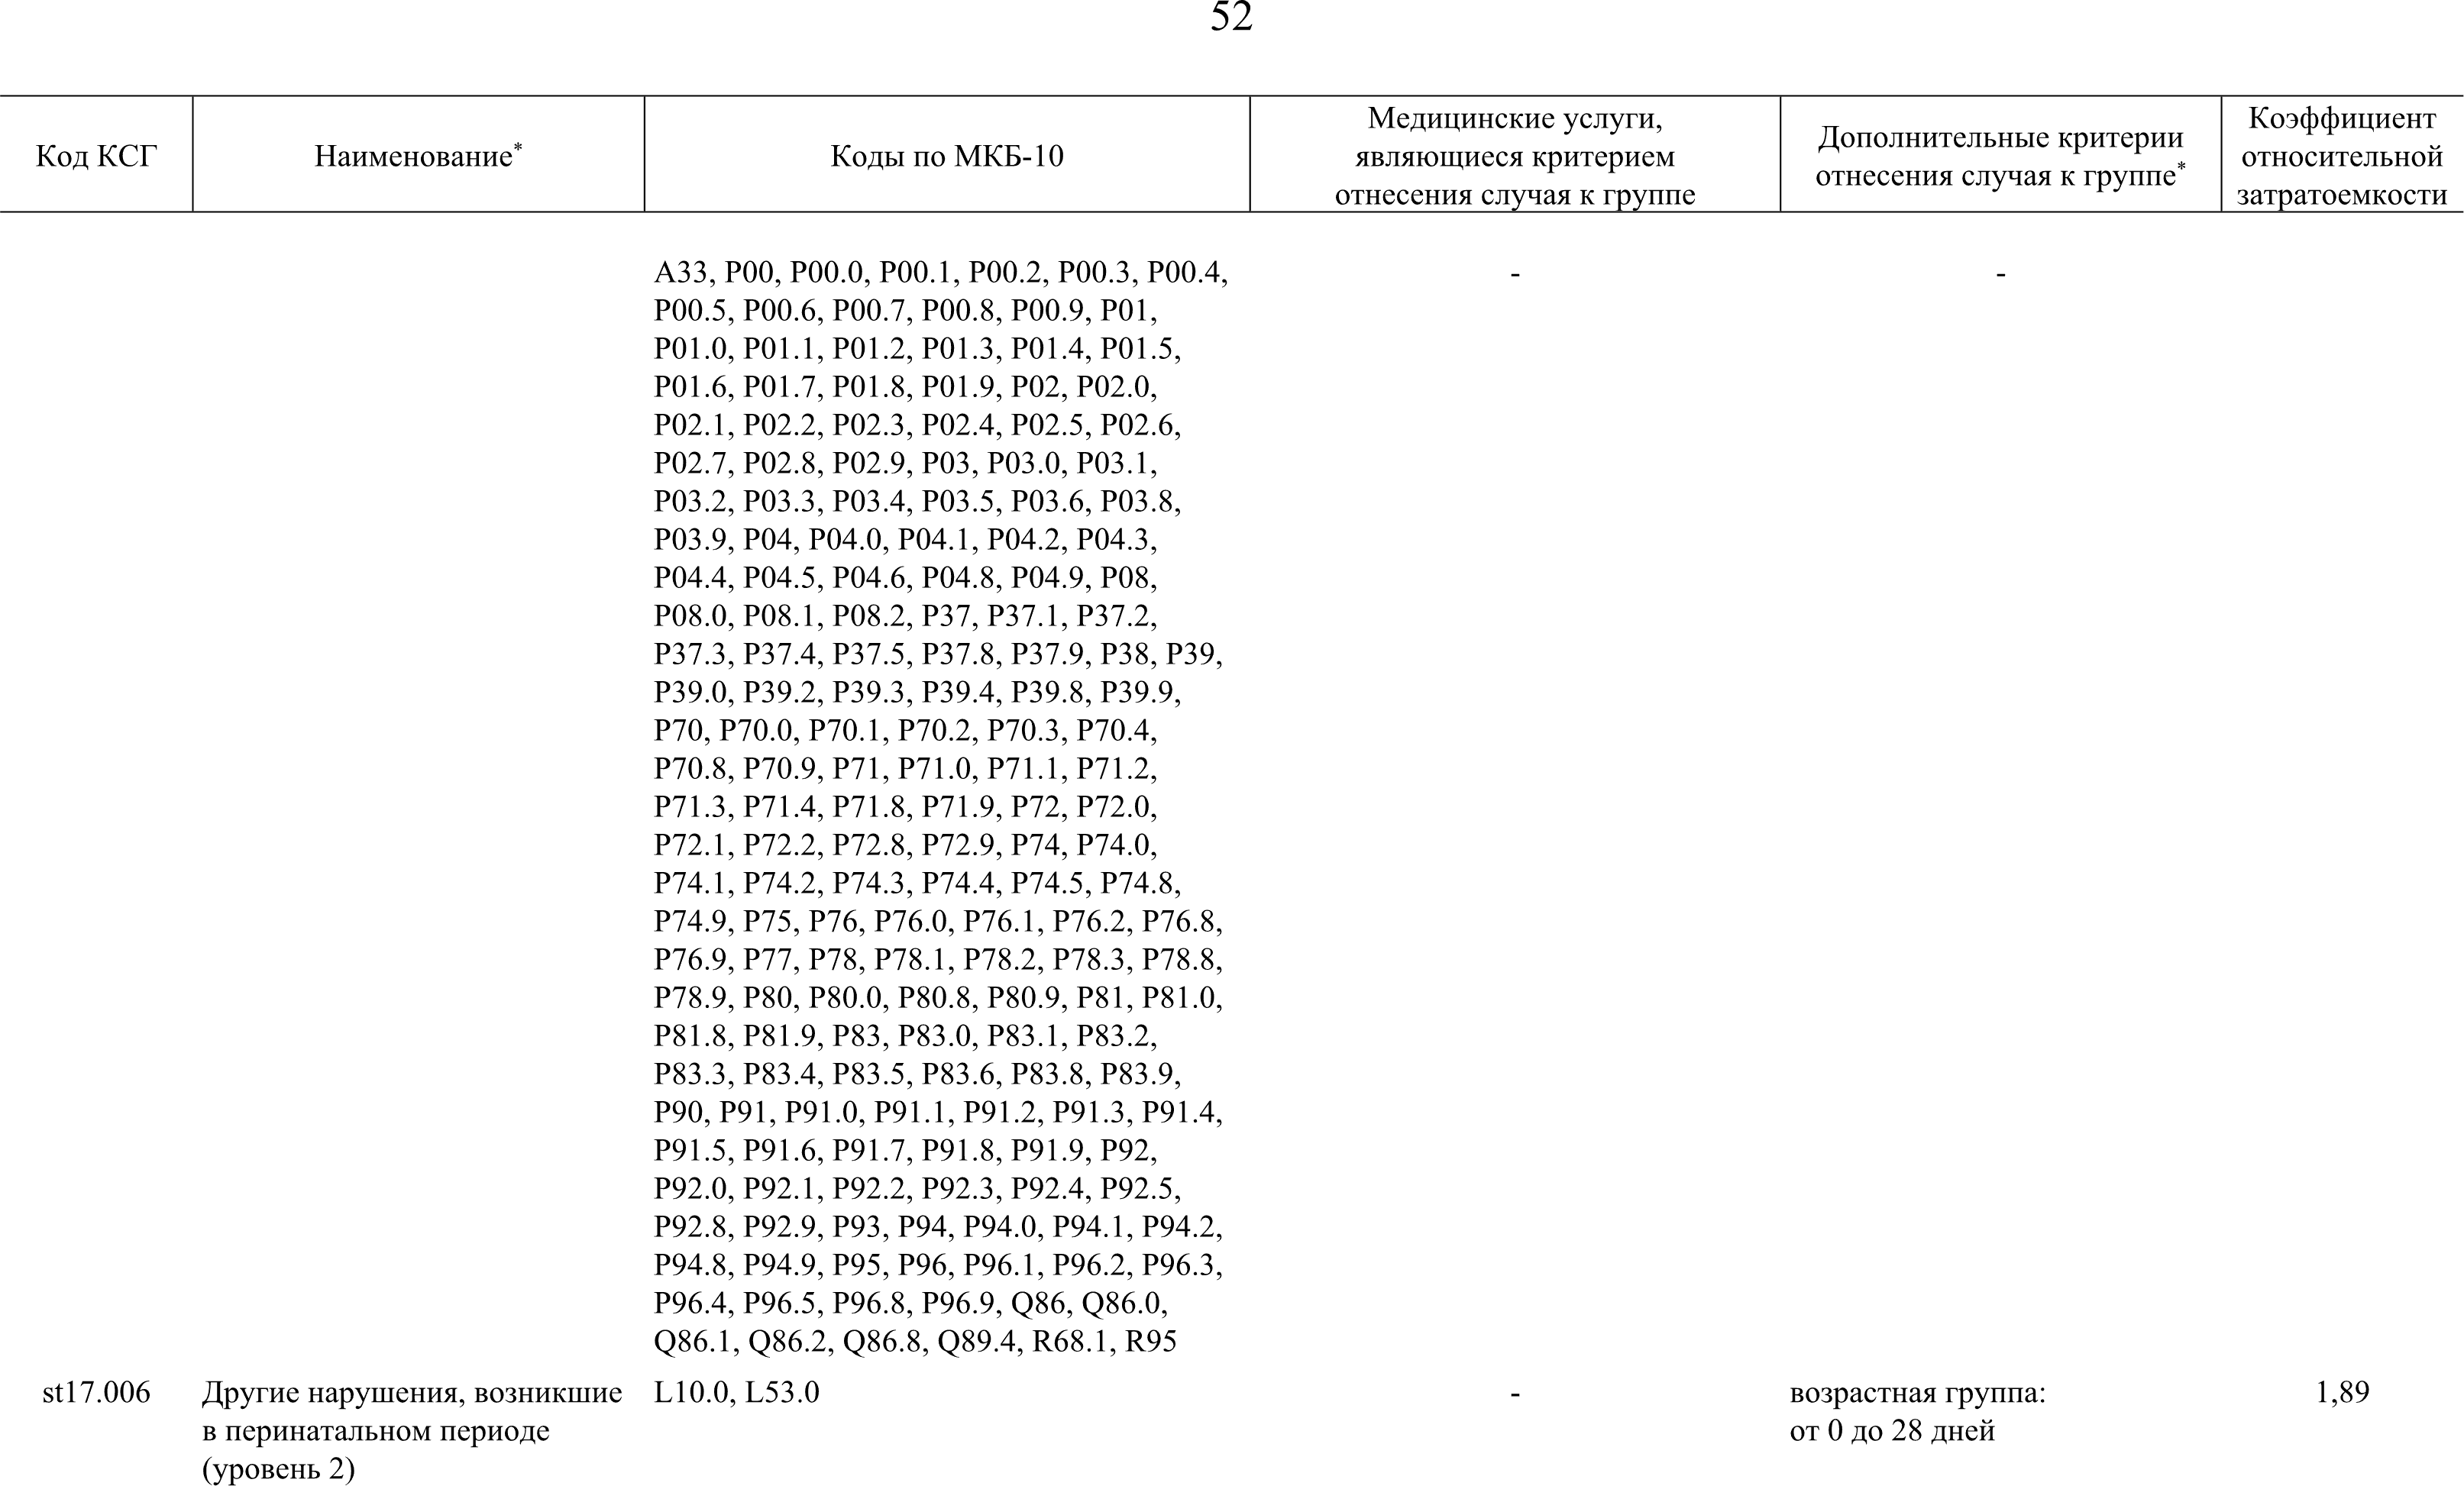 52
Код КСГ
Наименование*
Коды по МКБ-10
Медицинские услуги,
являющиеся критерием
отнесения случая к группе
Дополнительные критерии
отнесения случая к группе*
Коэффициент
относительной
затратоемкости
A33, P00, P00.0, P00.1, P00.2, P00.3, P00.4, - -
P00.5, P00.6, P00.7, P00.8, P00.9, P01,
P01.0, P01.1, P01.2, P01.3, P01.4, P01.5,
P01.6, P01.7, P01.8, P01.9, P02, P02.0,
P02.1, P02.2, P02.3, P02.4, P02.5, P02.6,
P02.7, P02.8, P02.9, P03, P03.0, P03.1,
P03.2, P03.3, P03.4, P03.5, P03.6, P03.8,
P03.9, P04, P04.0, P04.1, P04.2, P04.3,
P04.4, P04.5, P04.6, P04.8, P04.9, P08,
P08.0, P08.1, P08.2, P37, P37.1, P37.2,
P37.3, P37.4, P37.5, P37.8, P37.9, P38, P39,
P39.0, P39.2, P39.3, P39.4, P39.8, P39.9,
P70, P70.0, P70.1, P70.2, P70.3, P70.4,
P70.8, P70.9, P71, P71.0, P71.1, P71.2,
P71.3, P71.4, P71.8, P71.9, P72, P72.0,
P72.1, P72.2, P72.8, P72.9, P74, P74.0,
P74.1, P74.2, P74.3, P74.4, P74.5, P74.8,
P74.9, P75, P76, P76.0, P76.1, P76.2, P76.8,
P76.9, P77, P78, P78.1, P78.2, P78.3, P78.8,
P78.9, P80, P80.0, P80.8, P80.9, P81, P81.0,
P81.8, P81.9, P83, P83.0, P83.1, P83.2,
P83.3, P83.4, P83.5, P83.6, P83.8, P83.9,
P90, P91, P91.0, P91.1, P91.2, P91.3, P91.4,
P91.5, P91.6, P91.7, P91.8, P91.9, P92,
P92.0, P92.1, P92.2, P92.3, P92.4, P92.5,
P92.8, P92.9, P93, P94, P94.0, P94.1, P94.2,
P94.8, P94.9, P95, P96, P96.1, P96.2, P96.3,
P96.4, P96.5, P96.8, P96.9, Q86, Q86.0,
Q86.1, Q86.2, Q86.8, Q89.4, R68.1, R95
st17.006
Другие нарушения, возникшие
в перинатальном периоде
(уровень 2)
L10.0, L53.0
-
возрастная группа:
от 0 до 28 дней
1,89